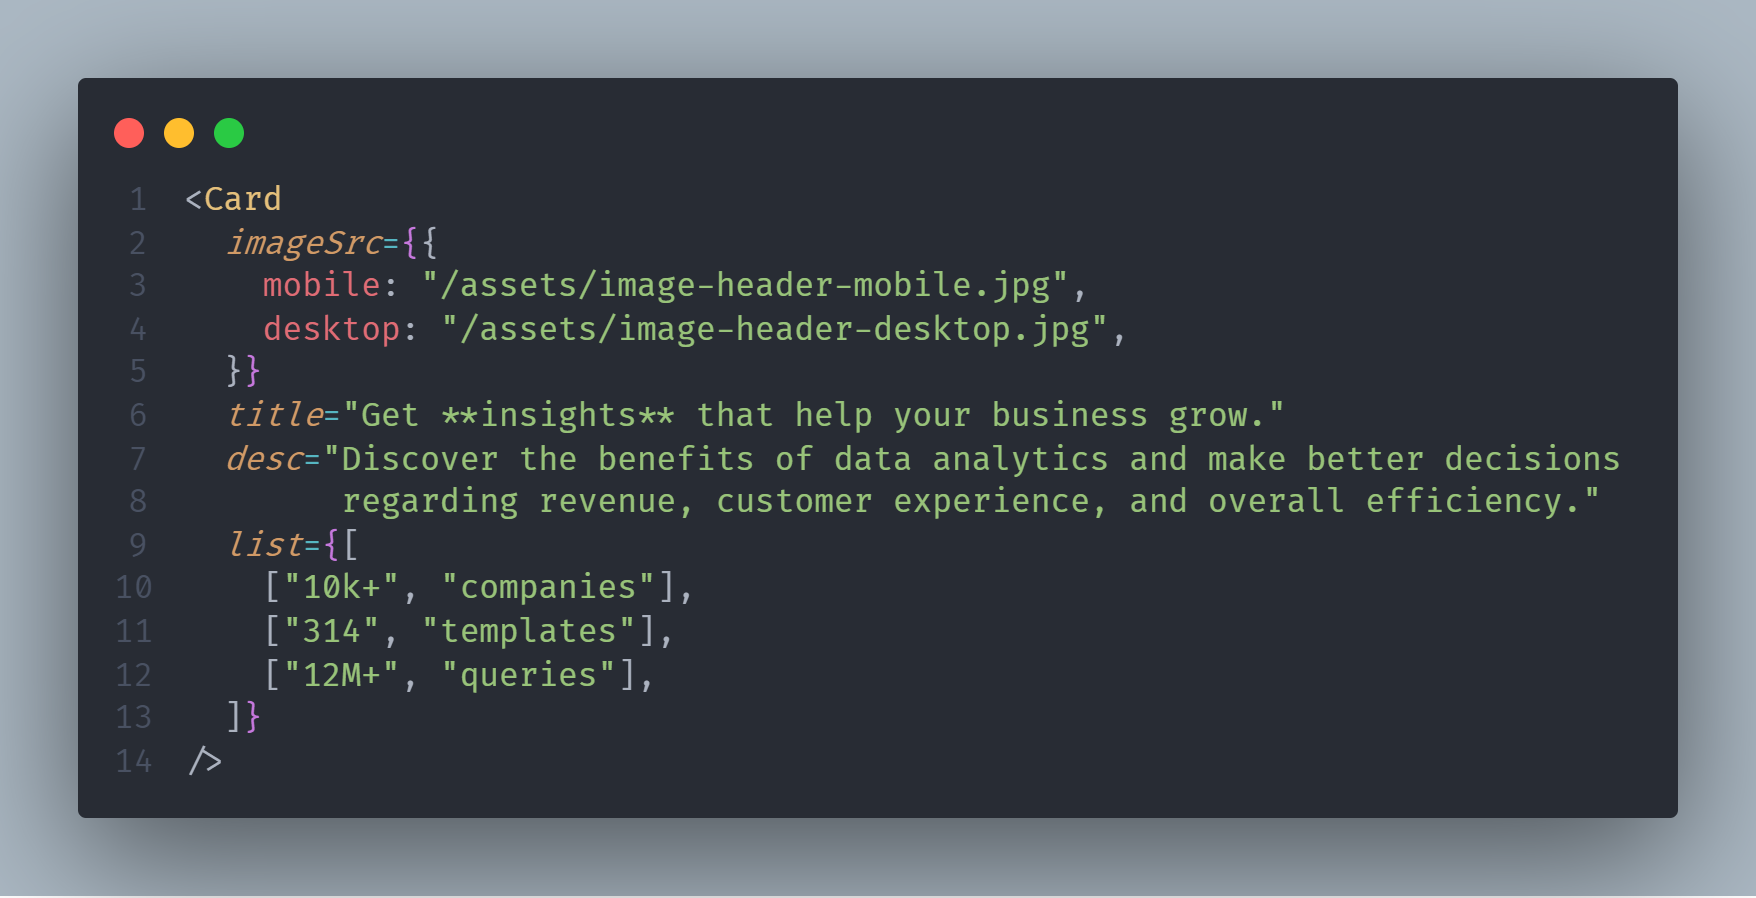 1 <Card
2   imageSrc={{
3     mobile: "/assets/image-header-mobile.jpg",
4     desktop: "/assets/image-header-desktop.jpg",
5   }}
6   title="Get **insights** that help your business grow."
7   desc="Discover the benefits of data analytics and make better decisions
8         regarding revenue, customer experience, and overall efficiency."
9   list={[
10     ["10k+", "companies"],
11     ["314", "templates"],
12     ["12M+", "queries"],
13   ]}
14 />